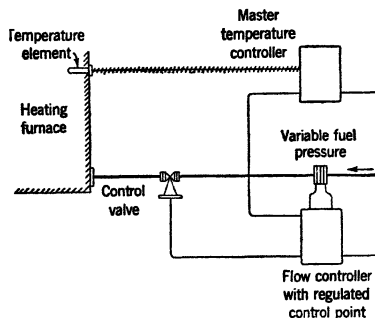 Temperature
element
Master
temperature
controller
Heating
furnace
Variable fuel
pressure
Control
valve
Flow controller
with regulated
control point